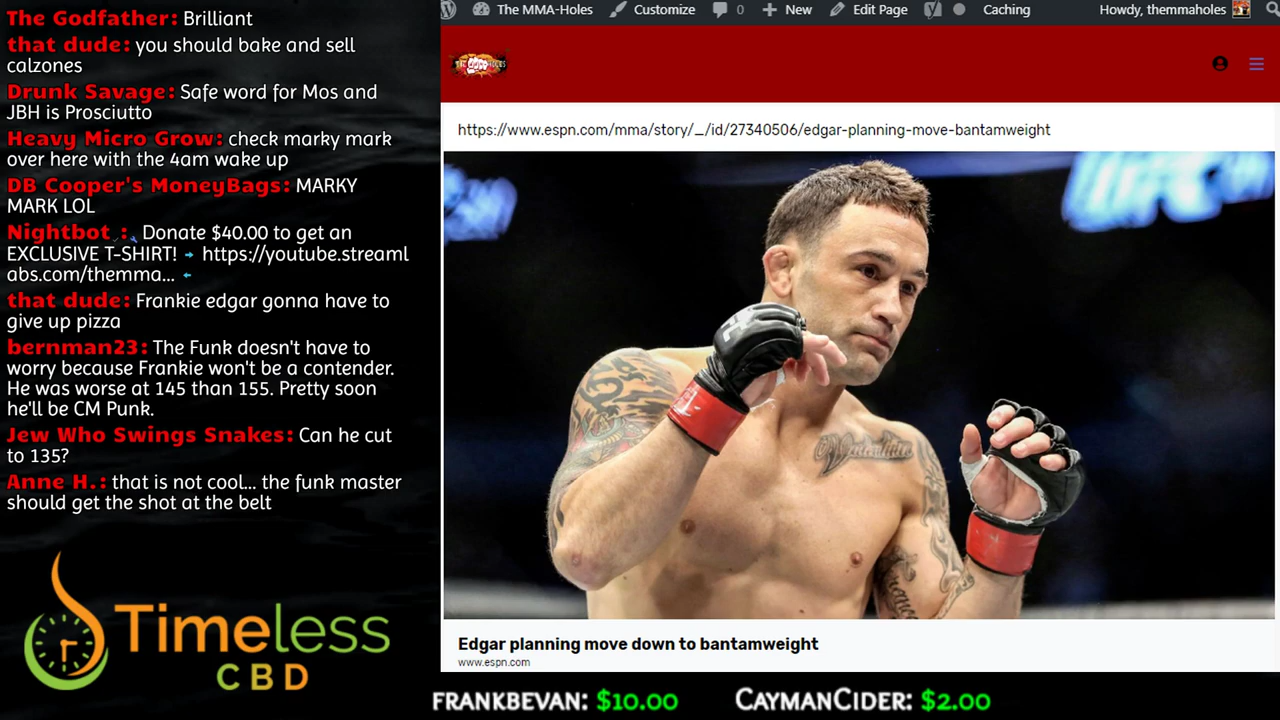 The Godfather: Brilliant
that dude: you should bake and sell
calzones
Drunk Savage: Safe word for Mos and
JBH is Prosciutto
Heavy Micro Grow: check marky mark
over here with the 4am wake up
DB Cooper's MoneyBags: MARKY
MARK LOL
Nightbot : Donate $40.00 to get an
EXCLUSIVE T-SHIRT! → https://youtube.streaml
abs.com/themma... ←
that dude: Frankie edgar gonna have to
give up pizza
bernman23: The Funk doesn't have to
worry because Frankie won't be a contender.
He was worse at 145 than 155. Pretty soon
he'll be CM Punk.
Jew Who Swings Snakes: Can he cut
to 135?
Anne H.: that is not cool... the funk master
should get the shot at the belt
Timeless
CBD
The MMA-Holes Customize 0 New Edit Page Caching Howdy, themmaholes
https://www.espn.com/mma/story/_/id/27340506/edgar-planning-move-bantamweight
Edgar planning move down to bantamweight
www.espn.com
FRANKBEVAN: $10.00 CAYMANCIDER: $2.00